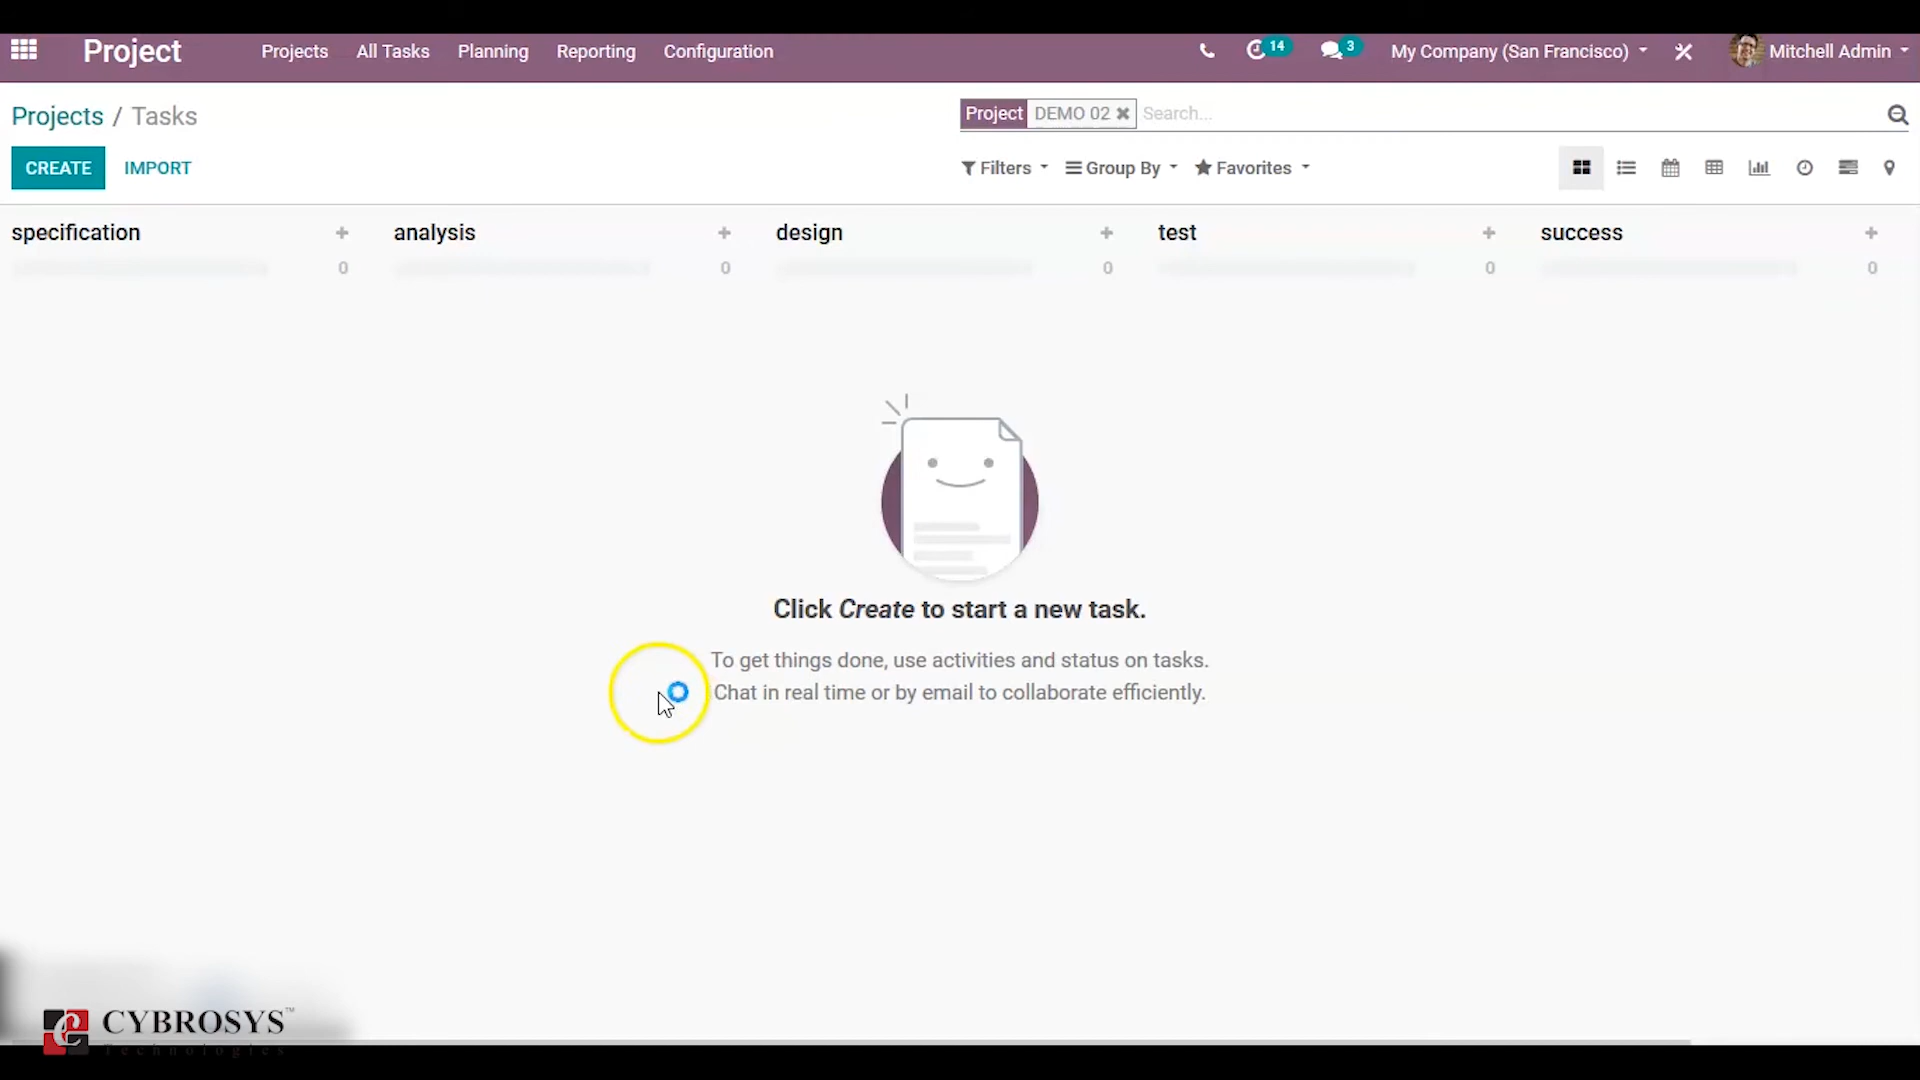 Project Projects All Tasks Planning Reporting Configuration 14 3 My Company (San Francisco) Mitchell Admin
Projects / Tasks
Project DEMO 02 Search...
CREATE IMPORT Filters Group By Favorites
specification analysis design test success
0 0 0 0 0
Click Create to start a new task.
To get things done, use activities and status on tasks.
Chat in real time or by email to collaborate efficiently.
CYBROSYS™
Technologies